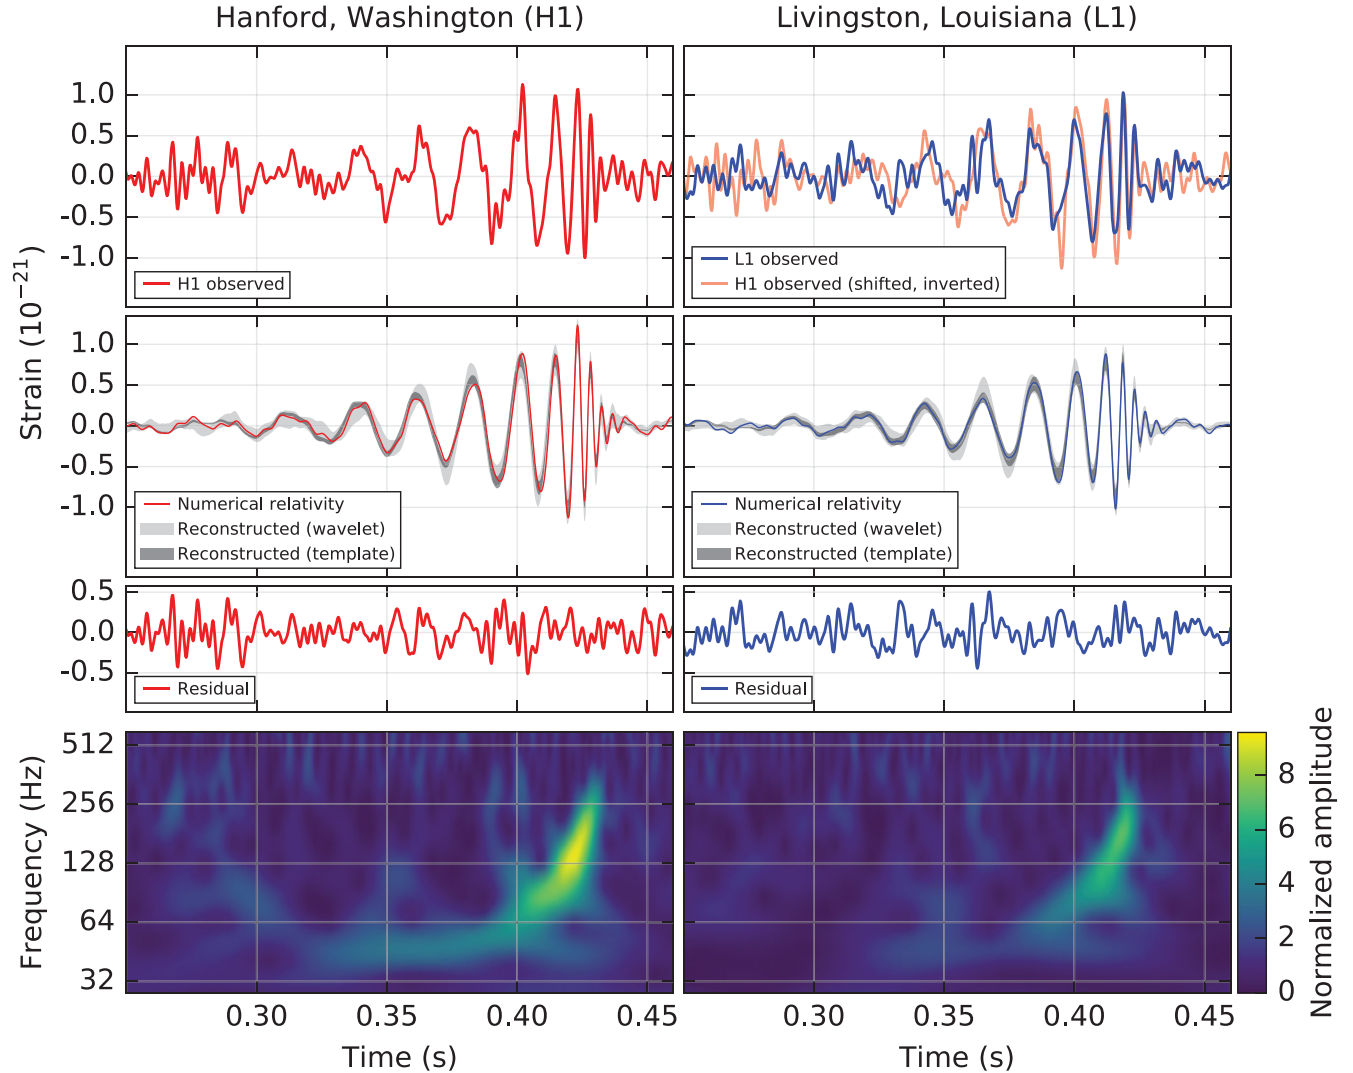 Hanford, Washington (H1)
Livingston, Louisiana (L1)
Strain (10⁻²¹)
1.0
0.5
0.0
-0.5
-1.0
H1 observed
L1 observed
H1 observed (shifted, inverted)
1.0
0.5
0.0
-0.5
-1.0
Numerical relativity
Reconstructed (wavelet)
Reconstructed (template)
Numerical relativity
Reconstructed (wavelet)
Reconstructed (template)
0.5
0.0
-0.5
Residual
Residual
Frequency (Hz)
512
256
128
64
32
0.30 0.35 0.40 0.45
Time (s)
0.30 0.35 0.40 0.45
Time (s)
8
6
4
2
0
Normalized amplitude